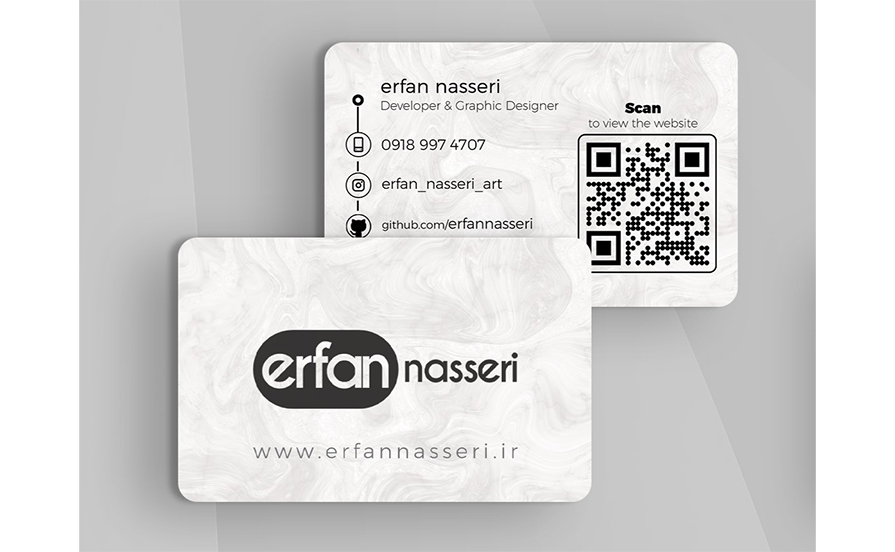 erfan nasseri
Developer & Graphic Designer
0918 997 4707
erfan_nasseri_art
github.com/erfannasseri
Scan
to view the website
erfan nasseri
www.erfannasseri.ir